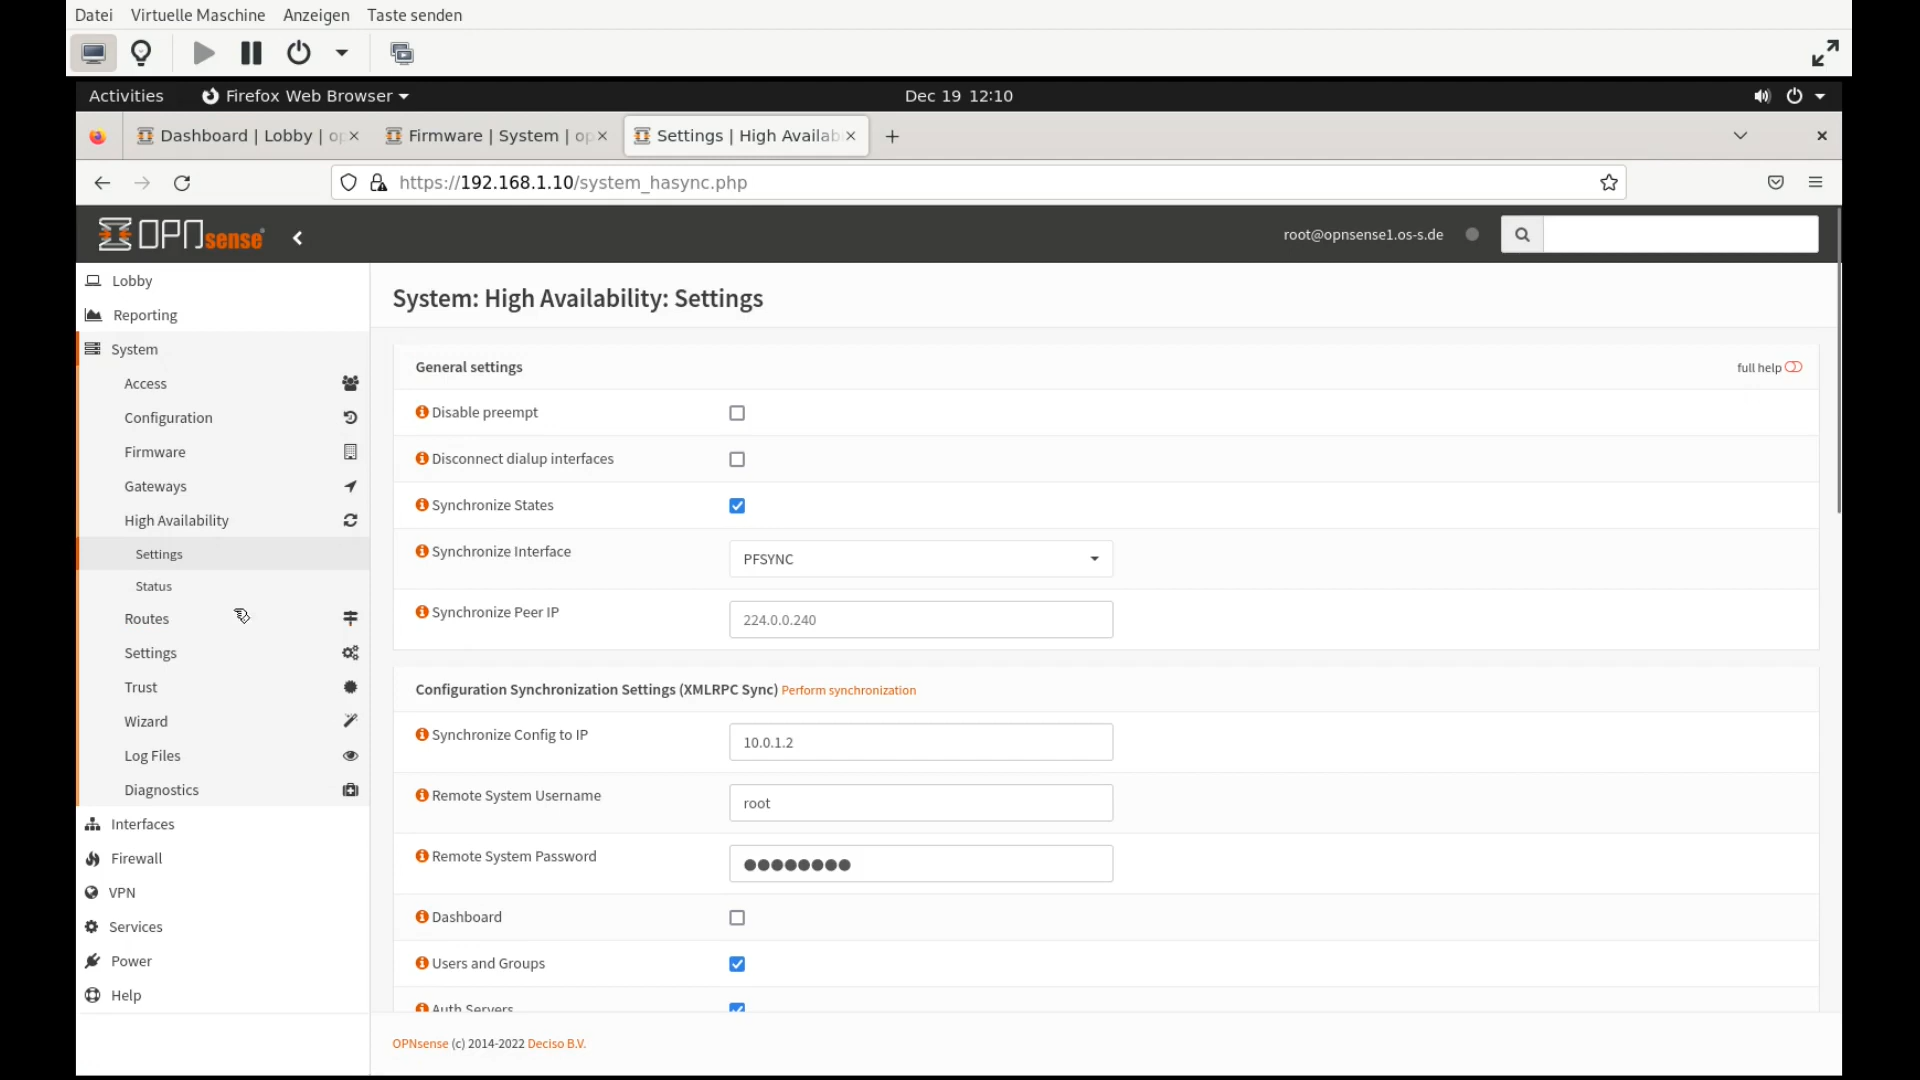 Datei Virtuelle Maschine Anzeigen Taste senden
Activities Firefox Web Browser Dec 19 12:10
Dashboard | Lobby | op Firmware | System | op Settings | High Availab
https://192.168.1.10/system_hasync.php
OPNsense root@opnsense1.os-s.de
Lobby
Reporting
System
Access
Configuration
Firmware
Gateways
High Availability
Settings
Status
Routes
Settings
Trust
Wizard
Log Files
Diagnostics
Interfaces
Firewall
VPN
Services
Power
Help
System: High Availability: Settings
General settings full help
Disable preempt
Disconnect dialup interfaces
Synchronize States
Synchronize Interface PFSYNC
Synchronize Peer IP 224.0.0.240
Configuration Synchronization Settings (XMLRPC Sync) Perform synchronization
Synchronize Config to IP 10.0.1.2
Remote System Username root
Remote System Password ●●●●●●●●
Dashboard
Users and Groups
Auth Servers
OPNsense (c) 2014-2022 Deciso B.V.